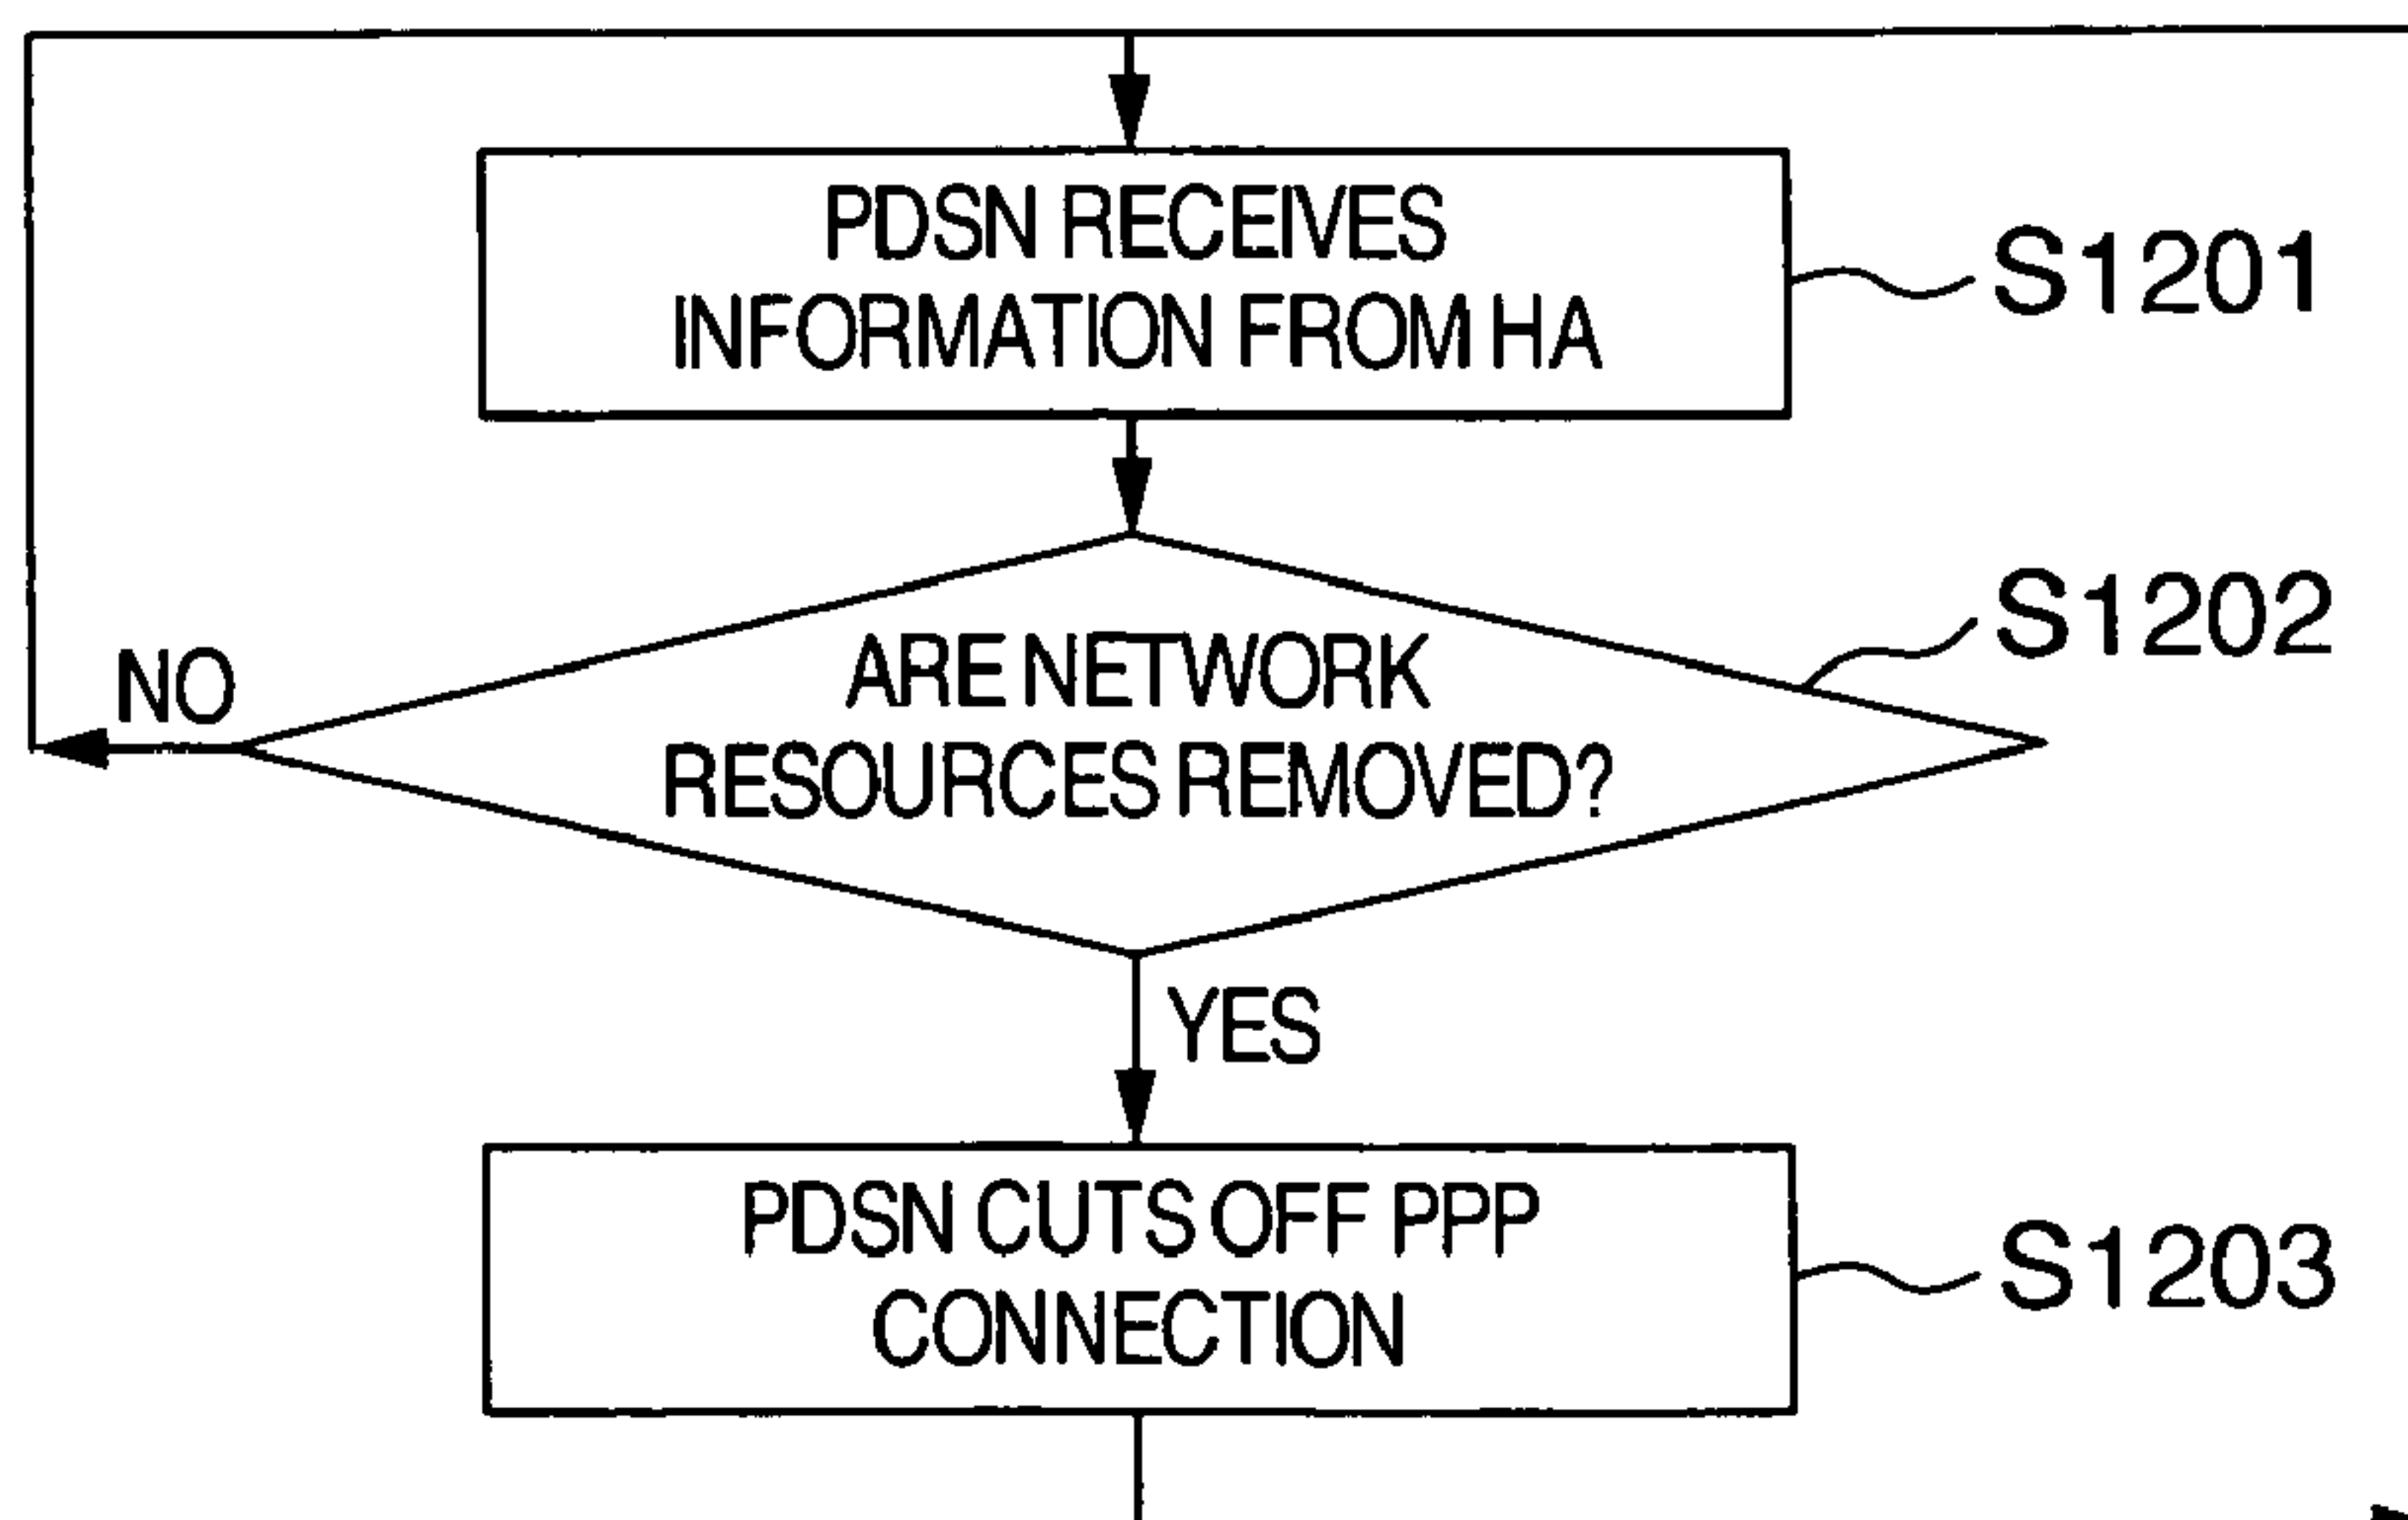 PDSN RECEIVES
INFORMATION FROM HA
S1201
ARE NETWORK
RESOURCES REMOVED?
S1202
NO
YES
PDSN CUTS OFF PPP
CONNECTION
S1203